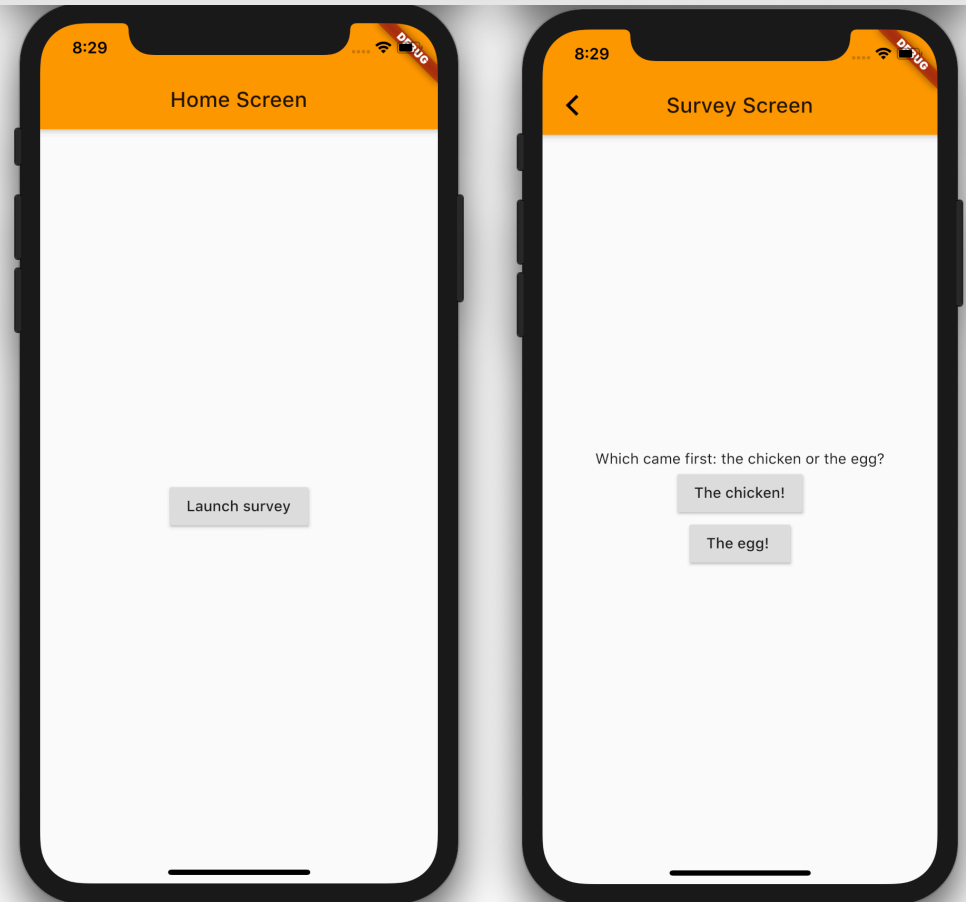 8:29
DEBUG
Home Screen
Launch survey
8:29
DEBUG
Survey Screen
Which came first: the chicken or the egg?
The chicken!
The egg!